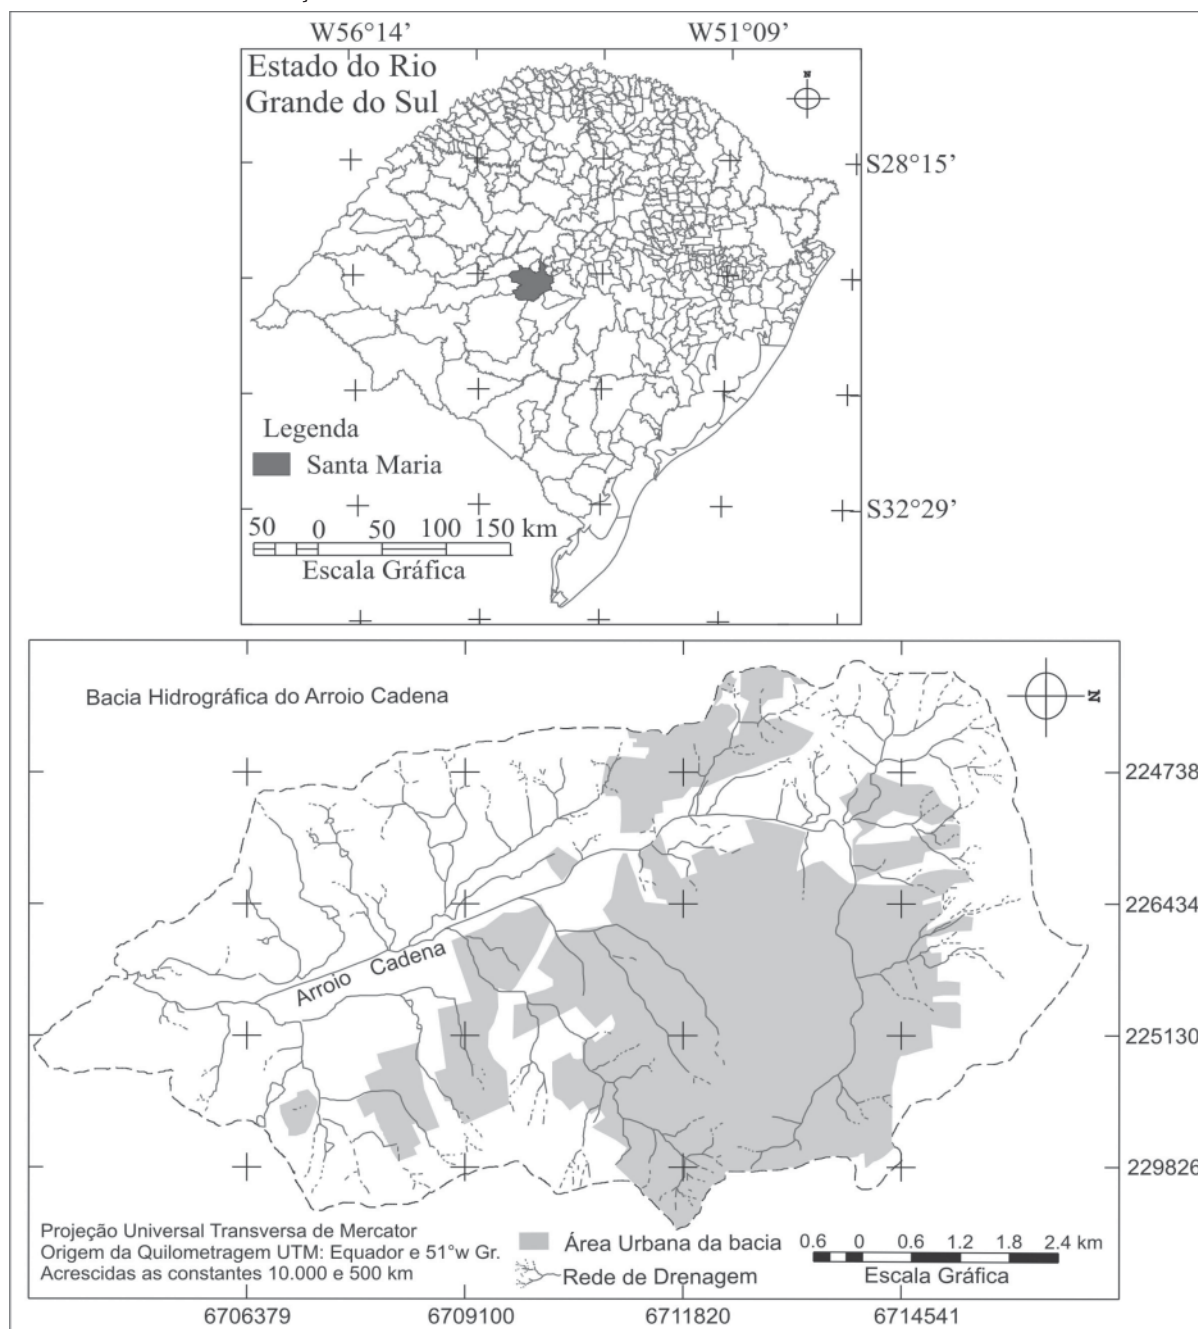 W56°14’ W51°09’
Estado do Rio
Grande do Sul
N
S28°15’
Legenda
Santa Maria
S32°29’
50 0 50 100 150 km
Escala Gráfica
Bacia Hidrográfica do Arroio Cadena
N
224738
226434
Arroio Cadena
225130
229826
Projeção Universal Transversa de Mercator
Origem da Quilometragem UTM: Equador e 51°w Gr.
Acrescidas as constantes 10.000 e 500 km
Área Urbana da bacia
Rede de Drenagem
0.6 0 0.6 1.2 1.8 2.4 km
Escala Gráfica
6706379 6709100 6711820 6714541